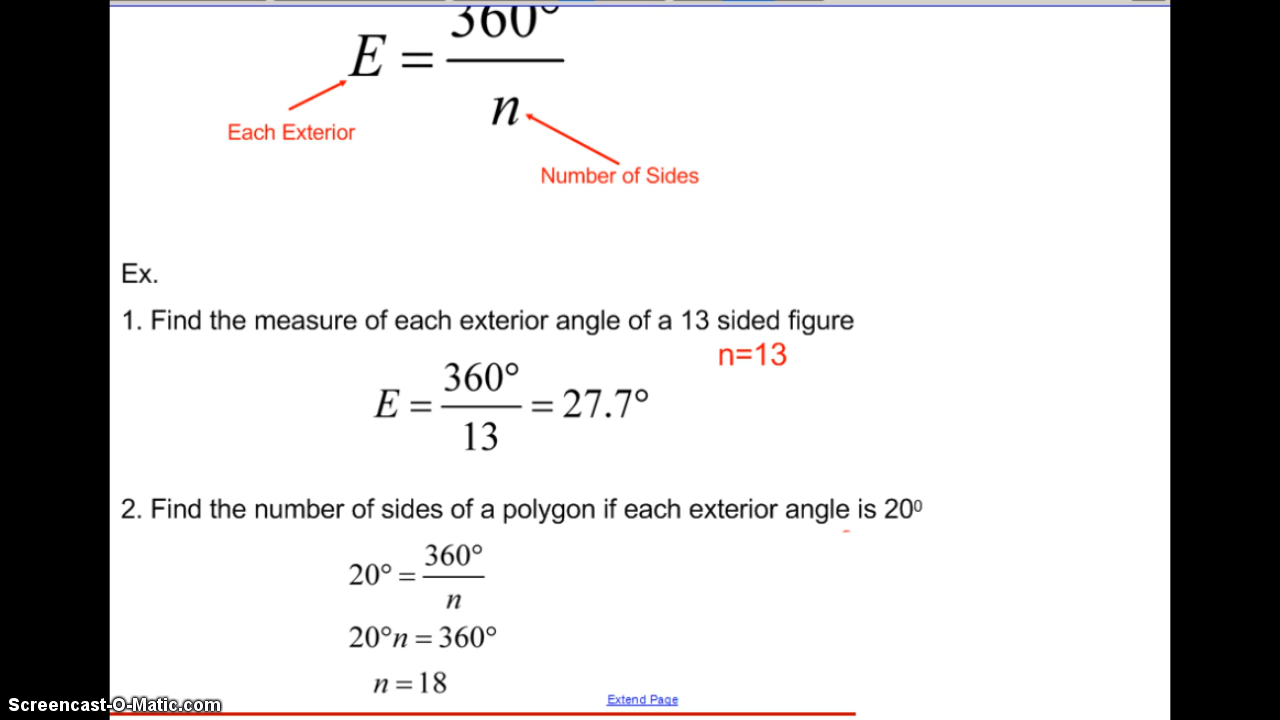 360°
E = ───
n
Each Exterior
Number of Sides
Ex.
1. Find the measure of each exterior angle of a 13 sided figure
n=13
360°
E = ─── = 27.7°
13
2. Find the number of sides of a polygon if each exterior angle is 20⁰
360°
20° = ───
n
20°n = 360°
n = 18
Extend Page
Screencast-O-Matic.com